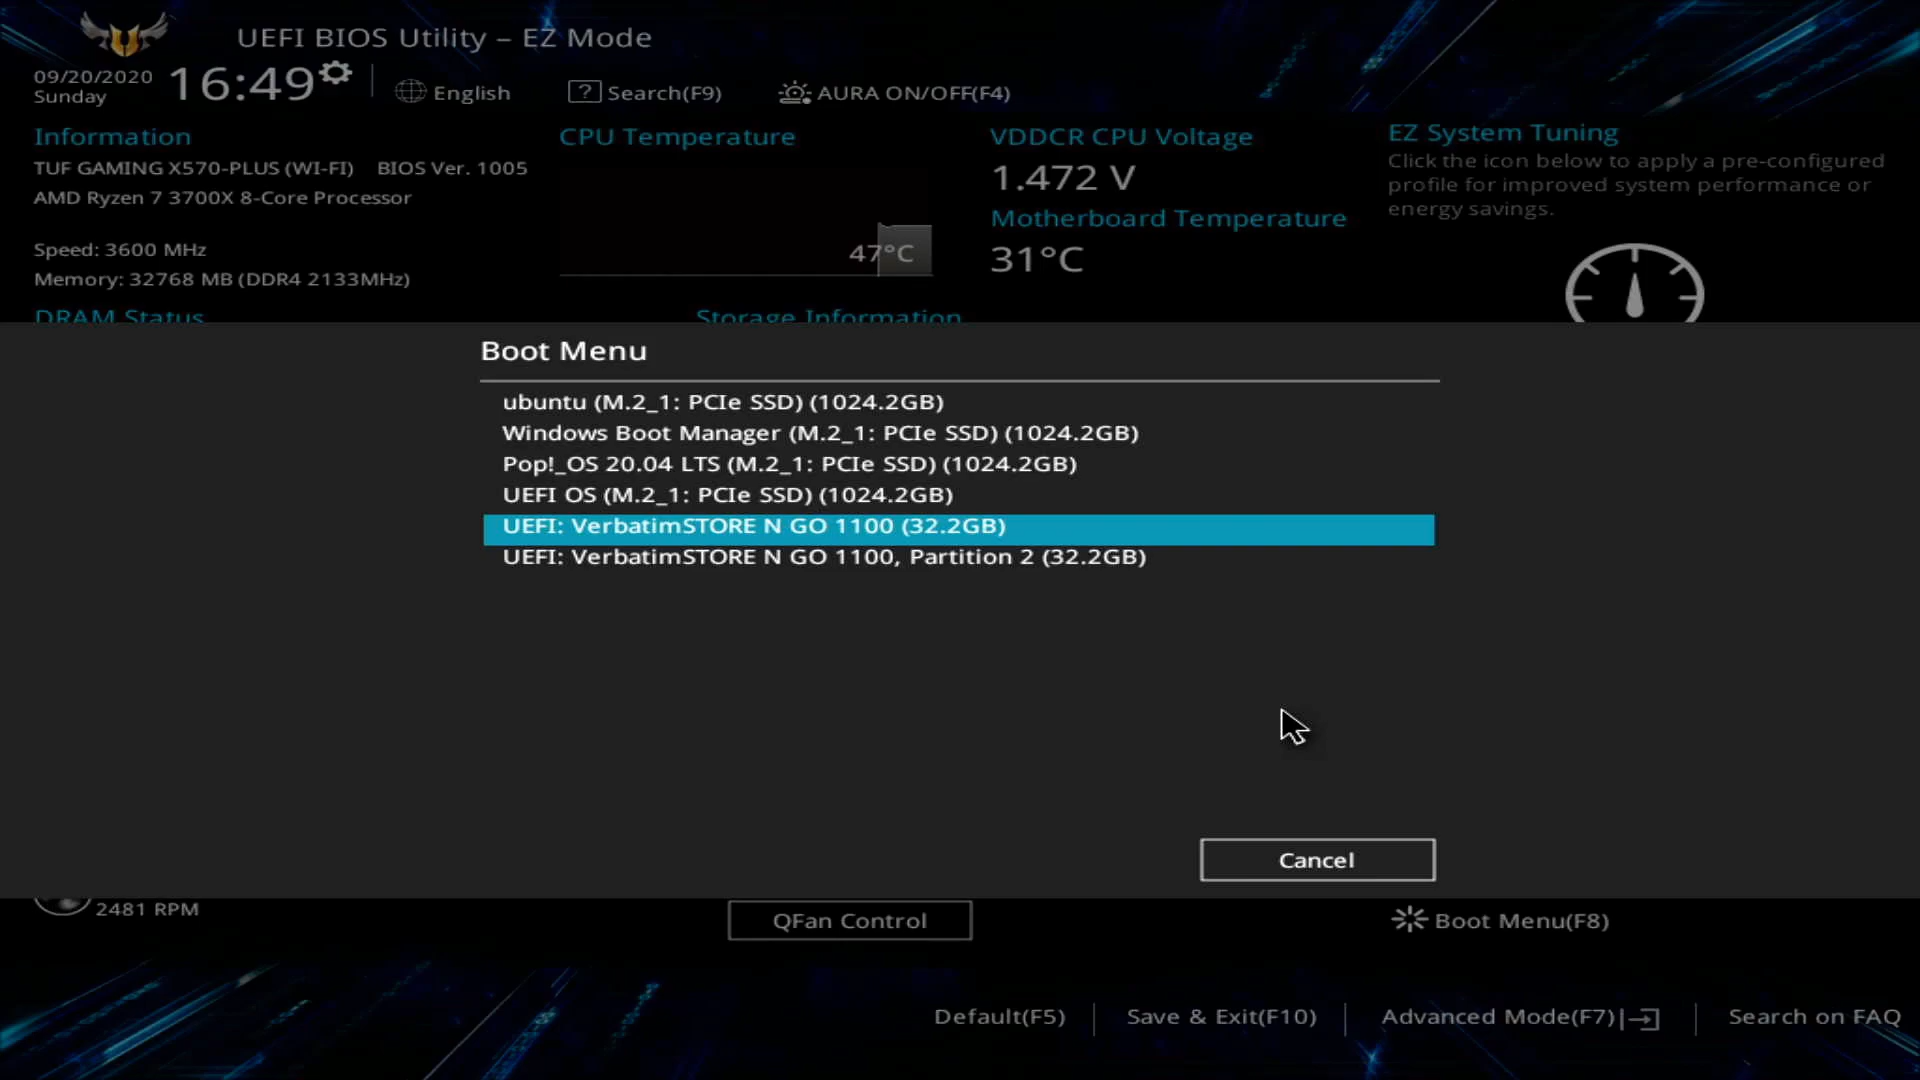 UEFI BIOS Utility – EZ Mode
09/20/2020
Sunday
16:49
English
Search(F9)
AURA ON/OFF(F4)
Information
TUF GAMING X570-PLUS (WI-FI) BIOS Ver. 1005
AMD Ryzen 7 3700X 8-Core Processor
Speed: 3600 MHz
Memory: 32768 MB (DDR4 2133MHz)
CPU Temperature
47°C
VDDCR CPU Voltage
1.472 V
Motherboard Temperature
31°C
EZ System Tuning
Click the icon below to apply a pre-configured
profile for improved system performance or
energy savings.
DRAM Status
Storage Information
Boot Menu
ubuntu (M.2_1: PCIe SSD) (1024.2GB)
Windows Boot Manager (M.2_1: PCIe SSD) (1024.2GB)
Pop!_OS 20.04 LTS (M.2_1: PCIe SSD) (1024.2GB)
UEFI OS (M.2_1: PCIe SSD) (1024.2GB)
UEFI: VerbatimSTORE N GO 1100 (32.2GB)
UEFI: VerbatimSTORE N GO 1100, Partition 2 (32.2GB)
Cancel
2481 RPM
QFan Control
Boot Menu(F8)
Default(F5)
Save & Exit(F10)
Advanced Mode(F7)
Search on FAQ